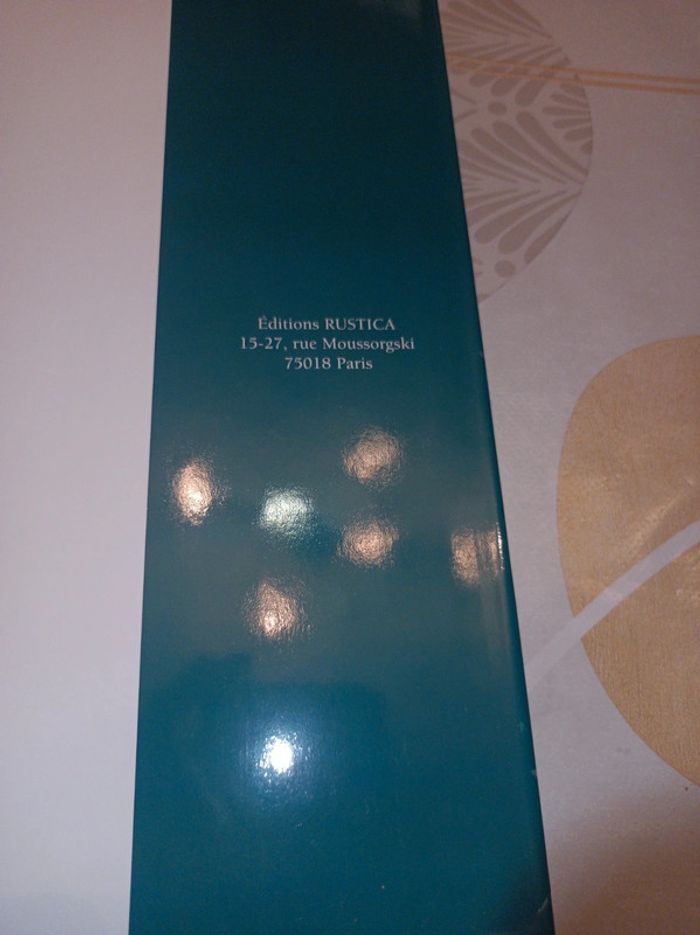 Éditions RUSTICA
15-27, rue Moussorgski
75018 Paris